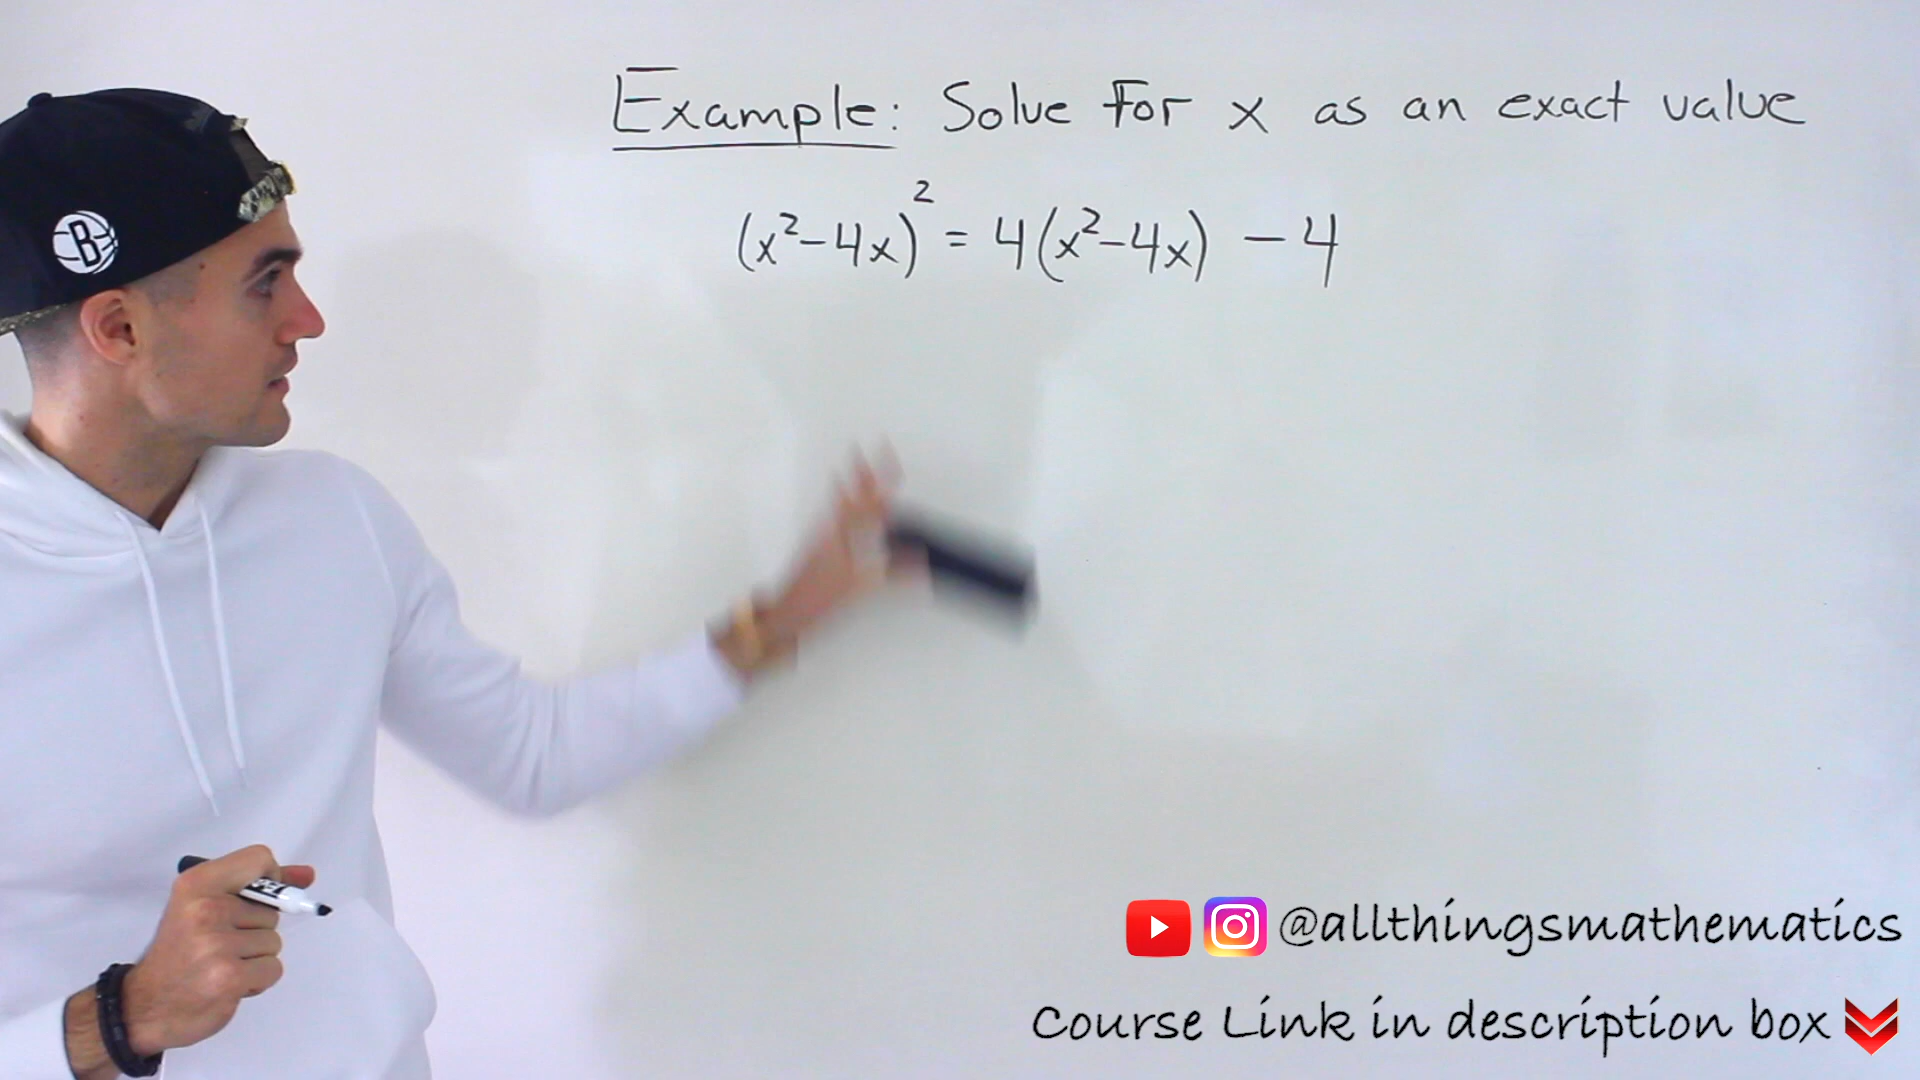 Example: Solve for x as an exact value
(x²-4x)² = 4(x²-4x) - 4
B
@allthingsmathematics
Course Link in description box